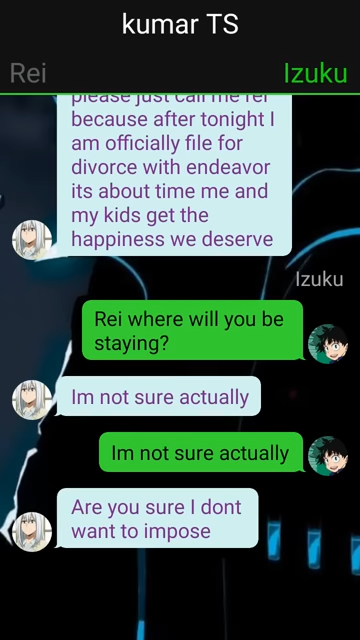 kumar TS
Rei Izuku
please just call me rei
because after tonight I
am officially file for
divorce with endeavor
its about time me and
my kids get the
happiness we deserve
Izuku
Rei where will you be
staying?
Im not sure actually
Im not sure actually
Are you sure I dont
want to impose